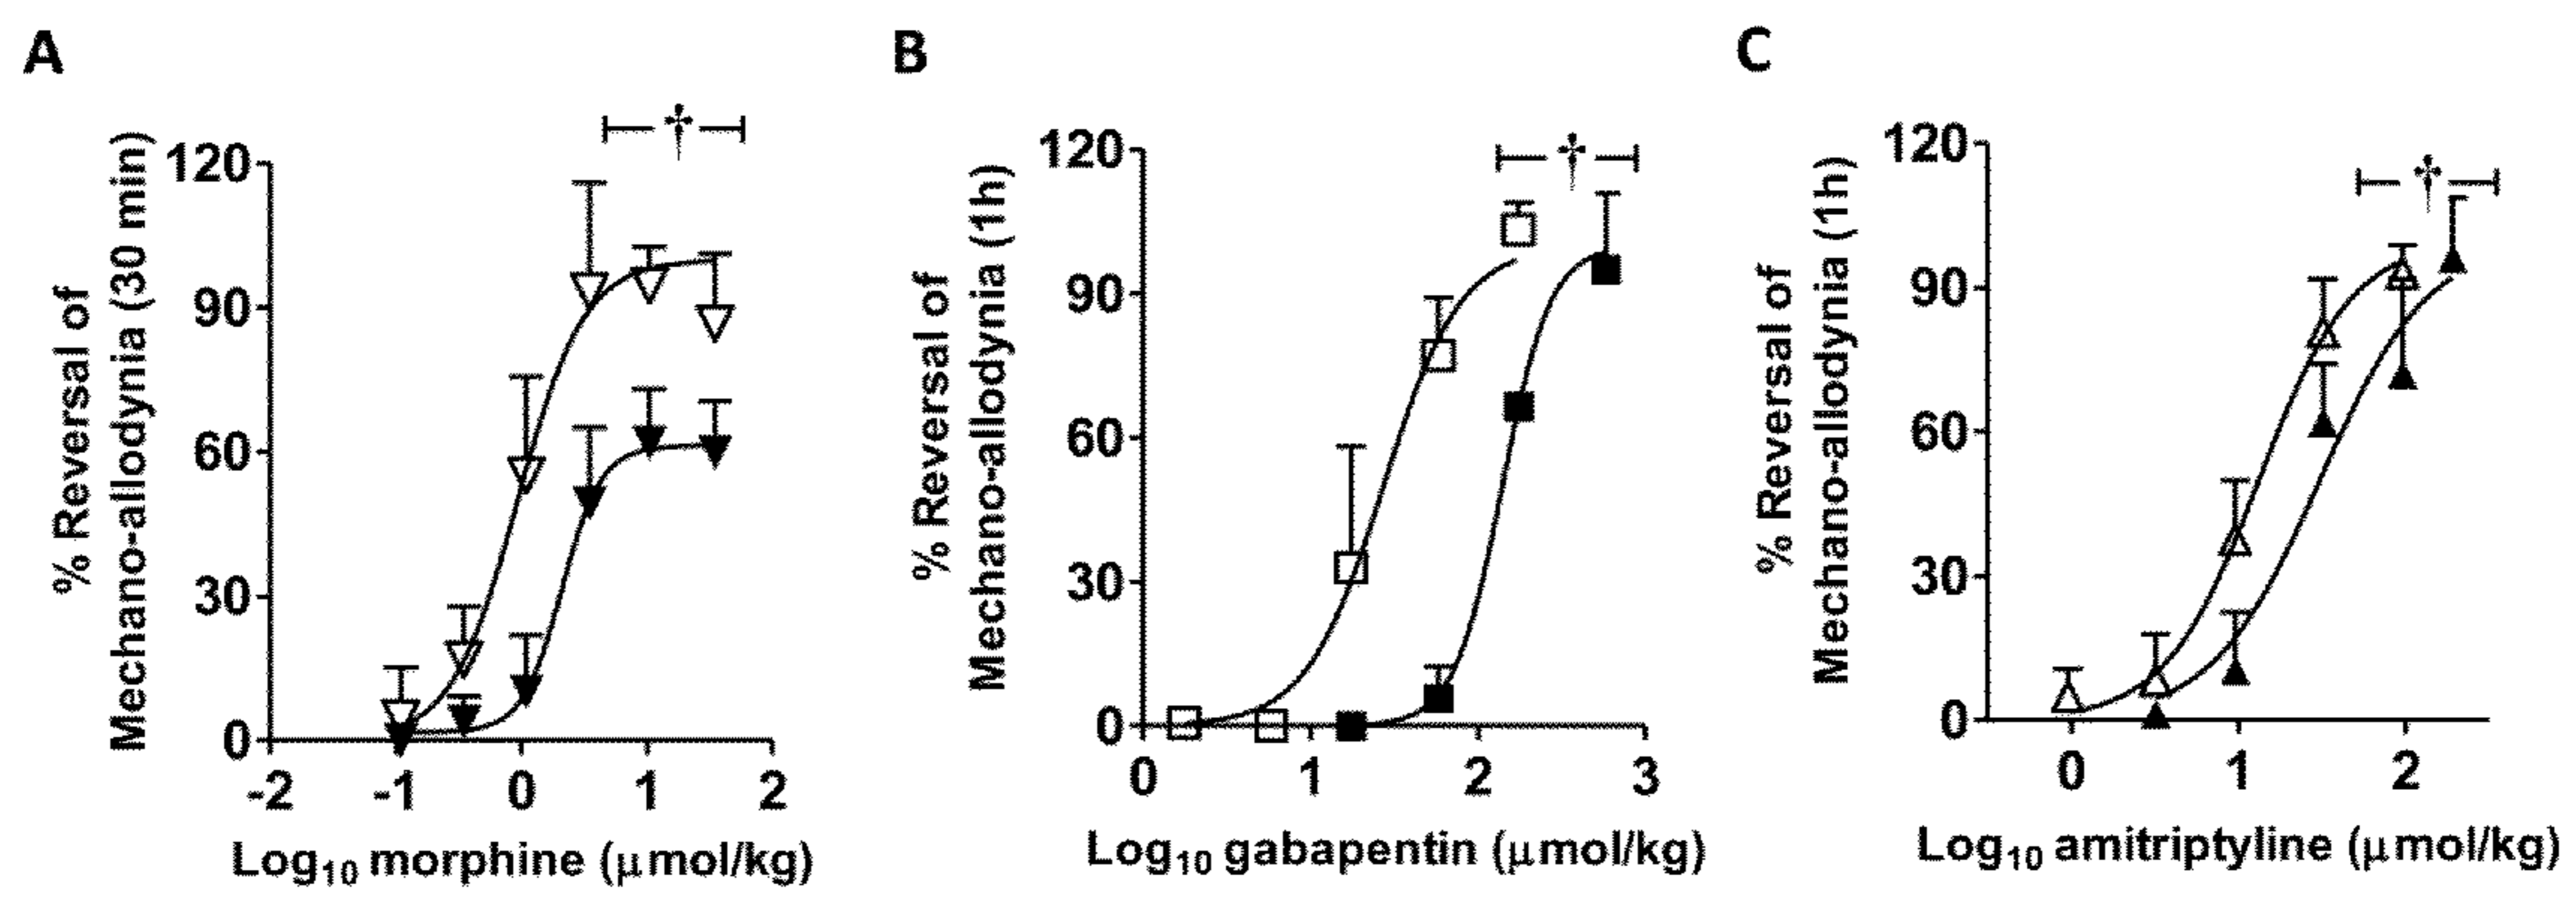 A
% Reversal of
Mechano-allodynia (30 min)
†
120
90
60
30
0
-2 -1 0 1 2
Log10 morphine (μmol/kg)
B
% Reversal of
Mechano-allodynia (1h)
†
120
90
60
30
0
0 1 2 3
Log10 gabapentin (μmol/kg)
C
% Reversal of
Mechano-allodynia (1h)
†
120
90
60
30
0
0 1 2
Log10 amitriptyline (μmol/kg)